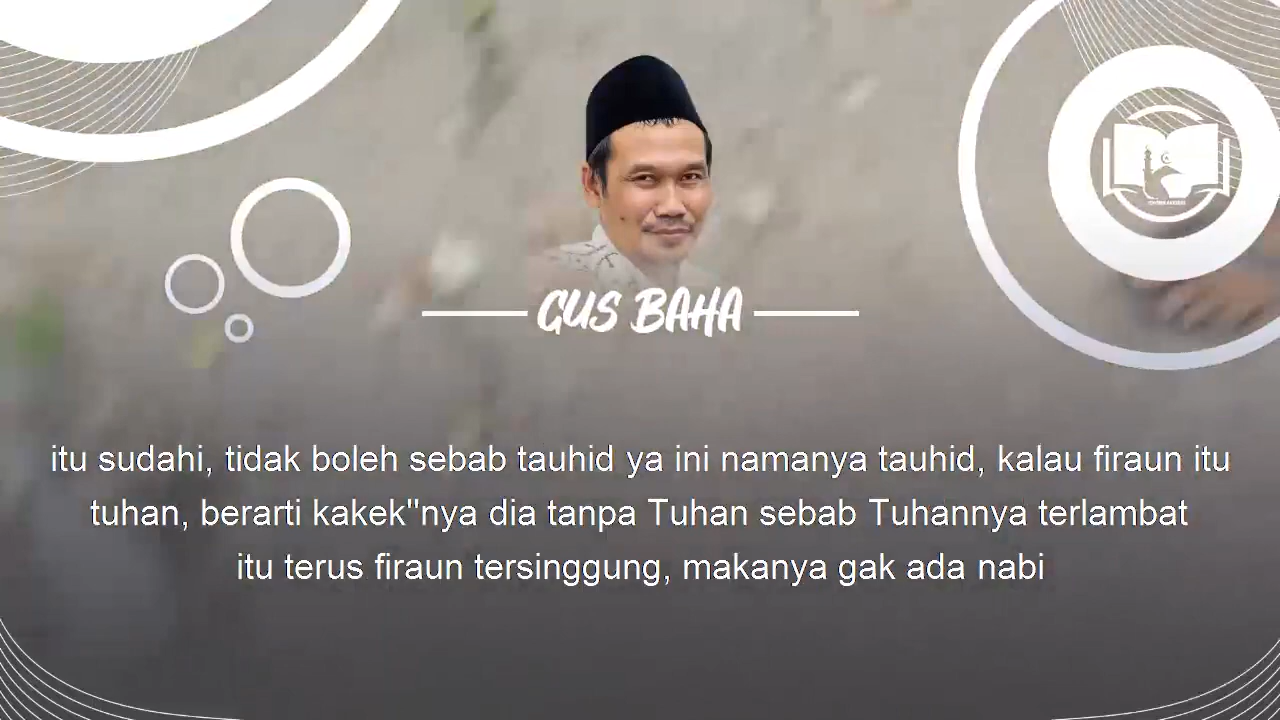 GUS BAHA
itu sudahi, tidak boleh sebab tauhid ya ini namanya tauhid, kalau firaun itu
tuhan, berarti kakek"nya dia tanpa Tuhan sebab Tuhannya terlambat
itu terus firaun tersinggung, makanya gak ada nabi